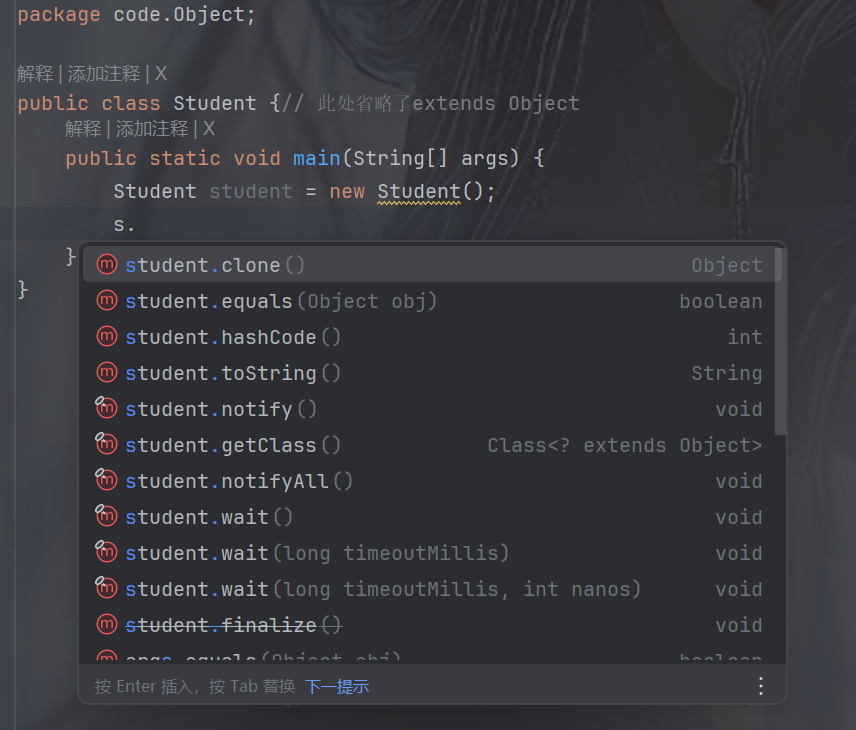 package code.Object;
解释 | 添加注释 | X
public class Student {// 此处省略了extends Object
解释 | 添加注释 | X
public static void main(String[] args) {
Student student = new Student();
s.
}
student.clone() Object
student.equals(Object obj) boolean
student.hashCode() int
student.toString() String
student.notify() void
student.getClass() Class<? extends Object>
student.notifyAll() void
student.wait() void
student.wait(long timeoutMillis) void
student.wait(long timeoutMillis, int nanos) void
student.finalize() void
args.equals(Object obj) boolean
按 Enter 插入，按 Tab 替换 下一提示
}